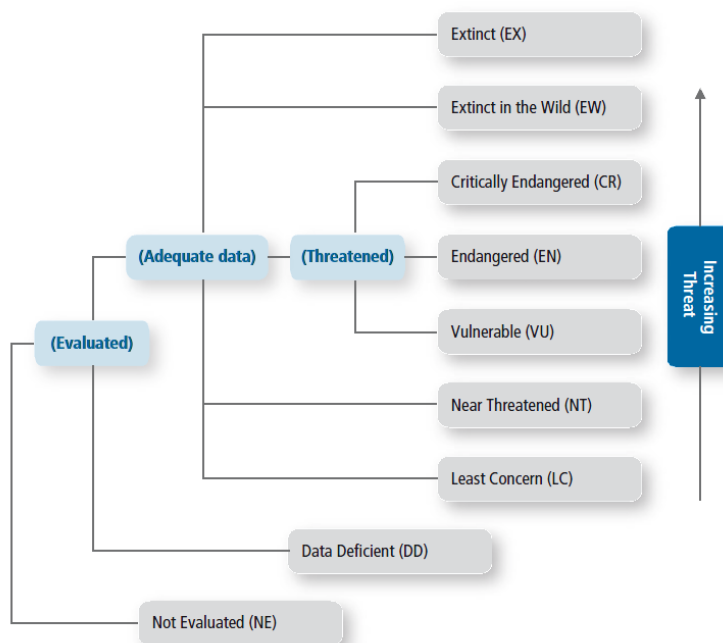 Extinct (EX)
Extinct in the Wild (EW)
Critically Endangered (CR)
(Adequate data)
(Threatened)
Endangered (EN)
Increasing
Threat
(Evaluated)
Vulnerable (VU)
Near Threatened (NT)
Least Concern (LC)
Data Deficient (DD)
Not Evaluated (NE)